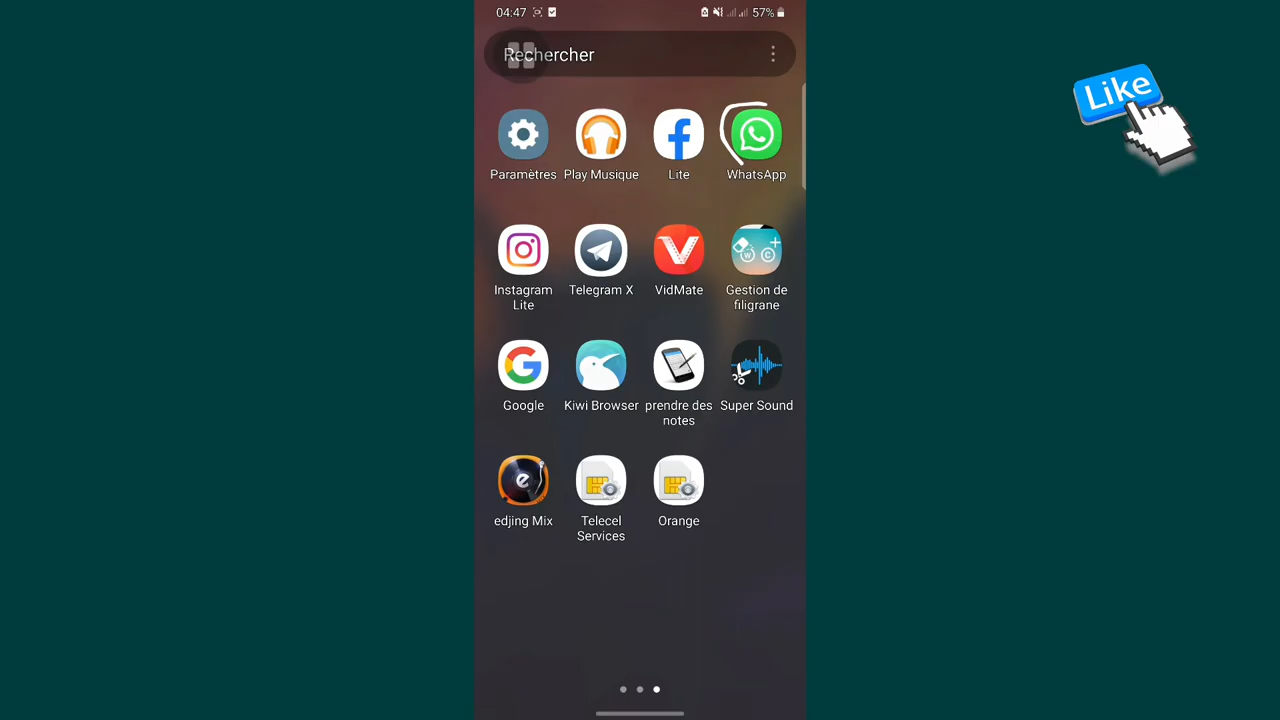 04:47 57%
Rechercher
Like
Paramètres Play Musique Lite WhatsApp
Instagram Lite Telegram X VidMate Gestion de filigrane
W C
Google Kiwi Browser prendre des notes Super Sound
e
edjing Mix Telecel Services Orange